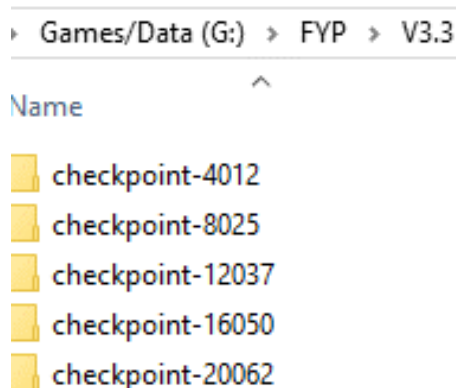 Games/Data (G:) > FYP > V3.3
Name
checkpoint-4012
checkpoint-8025
checkpoint-12037
checkpoint-16050
checkpoint-20062